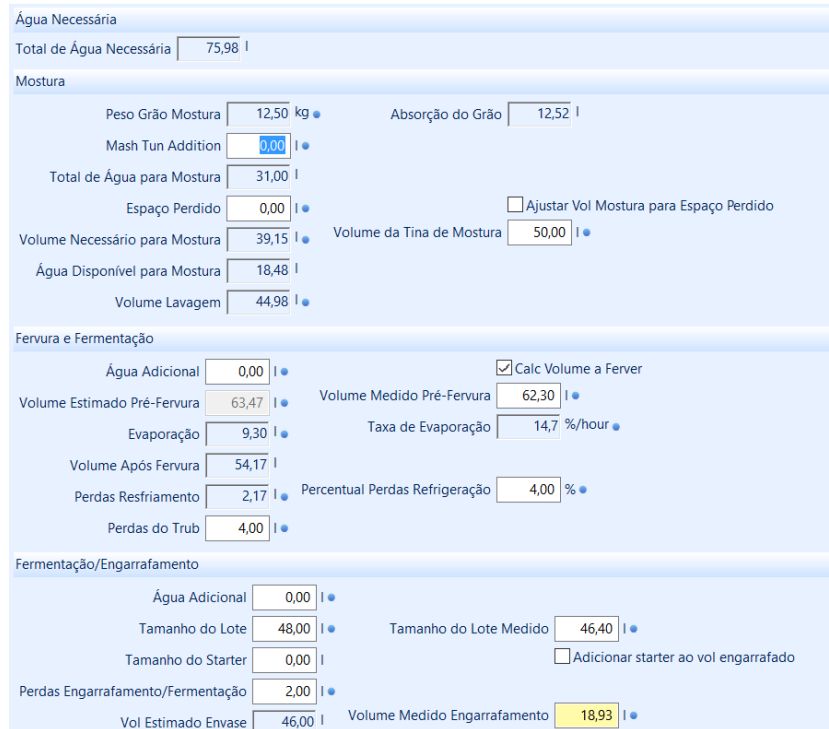 Água Necessária
Total de Água Necessária 75,98 l
Mostura
Peso Grão Mostura 12,50 kg Absorção do Grão 12,52 l
Mash Tun Addition 0,00 l
Total de Água para Mostura 31,00 l
Espaço Perdido 0,00 l Ajustar Vol Mostura para Espaço Perdido
Volume Necessário para Mostura 39,15 l Volume da Tina de Mostura 50,00 l
Água Disponível para Mostura 18,48 l
Volume Lavagem 44,98 l
Fervura e Fermentação
Água Adicional 0,00 l Calc Volume a Ferver
Volume Estimado Pré-Fervura 63,47 l Volume Medido Pré-Fervura 62,30 l
Evaporação 9,30 l Taxa de Evaporação 14,7 %/hour
Volume Após Fervura 54,17 l
Perdas Resfriamento 2,17 l Percentual Perdas Refrigeração 4,00 %
Perdas do Trub 4,00 l
Fermentação/Engarrafamento
Água Adicional 0,00 l
Tamanho do Lote 48,00 l Tamanho do Lote Medido 46,40 l
Tamanho do Starter 0,00 l Adicionar starter ao vol engarrafado
Perdas Engarrafamento/Fermentação 2,00 l
Vol Estimado Envase 46,00 l Volume Medido Engarrafamento 18,93 l